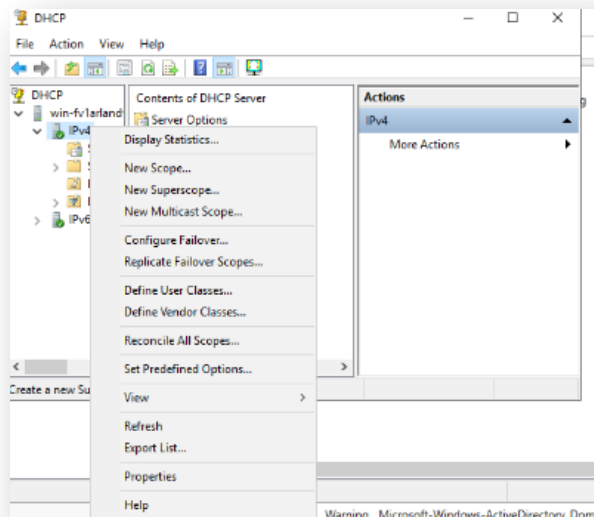 DHCP
File Action View Help
DHCP
win-fv1arland
IPv4
IPv6
Contents of DHCP Server
Server Options
Actions
IPv4
More Actions
Display Statistics...
New Scope...
New Superscope...
New Multicast Scope...
Configure Failover...
Replicate Failover Scopes...
Define User Classes...
Define Vendor Classes...
Reconcile All Scopes...
Set Predefined Options...
View
Refresh
Export List...
Properties
Help
Create a new Su
Warning Microsoft-Windows-ActiveDirectory_Dom